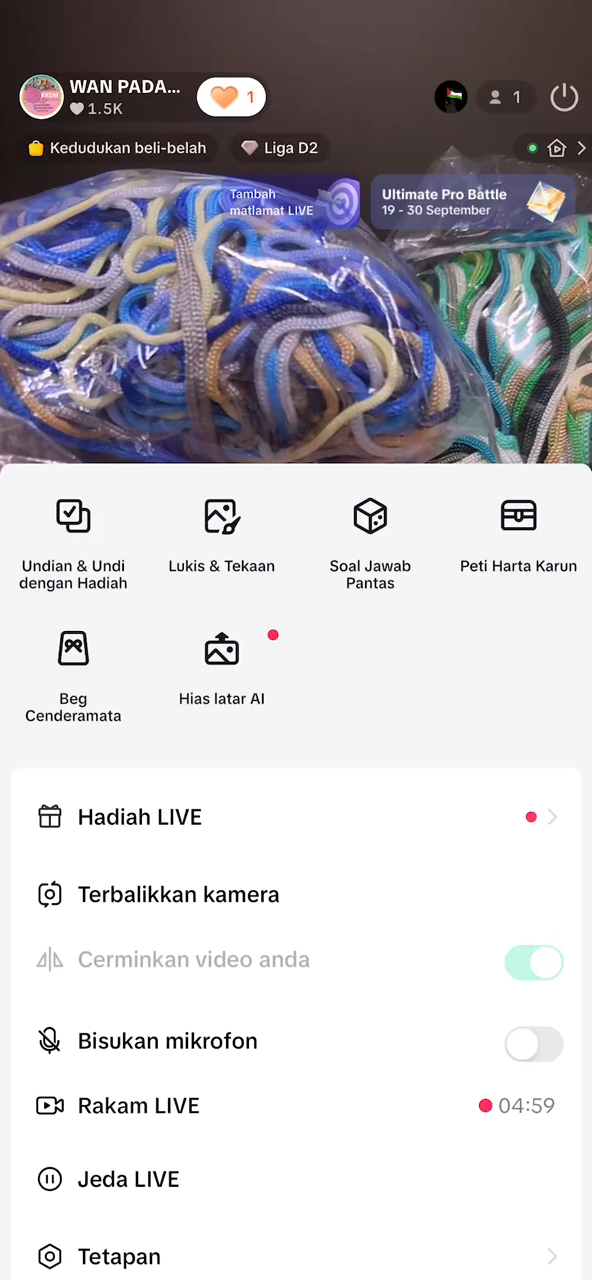 WAN PADA...
1.5K
1
1
Kedudukan beli-belah
Liga D2
Tambah
matlamat LIVE
Ultimate Pro Battle
19 - 30 September
Undian & Undi
dengan Hadiah
Lukis & Tekaan
Soal Jawab
Pantas
Peti Harta Karun
Beg
Cenderamata
Hias latar AI
Hadiah LIVE
Terbalikkan kamera
Cerminkan video anda
Bisukan mikrofon
Rakam LIVE
04:59
Jeda LIVE
Tetapan